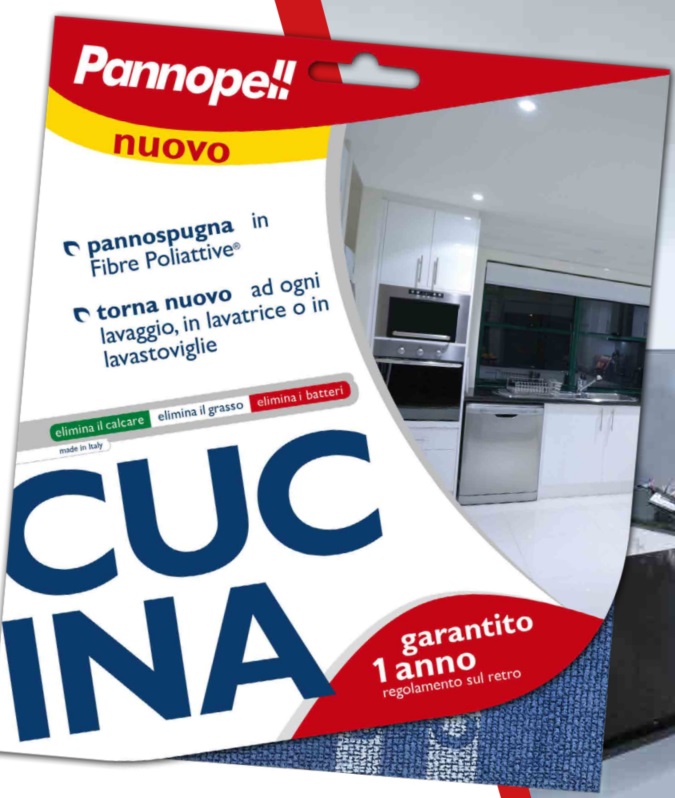 Pannopell
nuovo
pannospugna in
Fibre Poliattive®
torna nuovo ad ogni
lavaggio, in lavatrice o in
lavastoviglie
elimina il calcare elimina il grasso elimina i batteri
made in Italy
CUC
INA
garantito
1 anno
regolamento sul retro